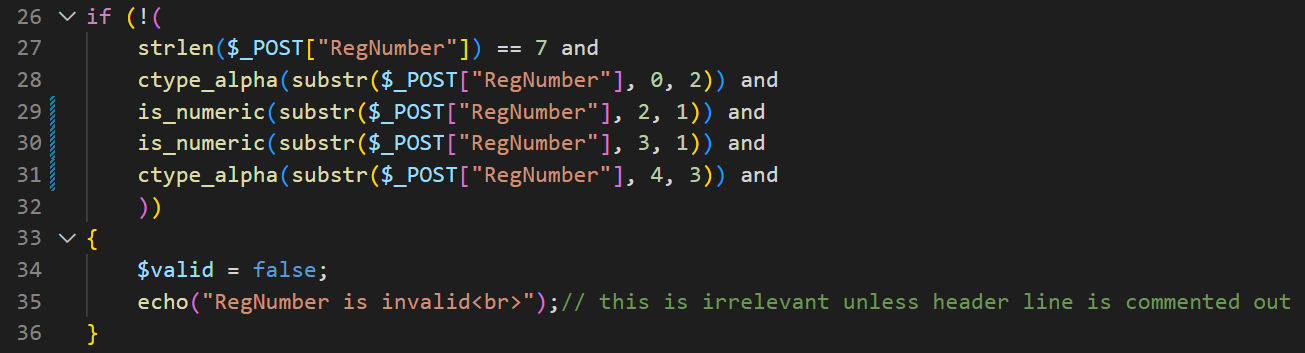 26 if (!(
27 strlen($_POST["RegNumber"]) == 7 and
28 ctype_alpha(substr($_POST["RegNumber"], 0, 2)) and
29 is_numeric(substr($_POST["RegNumber"], 2, 1)) and
30 is_numeric(substr($_POST["RegNumber"], 3, 1)) and
31 ctype_alpha(substr($_POST["RegNumber"], 4, 3)) and
32 ))
33 {
34 $valid = false;
35 echo("RegNumber is invalid<br>");// this is irrelevant unless header line is commented out
36 }